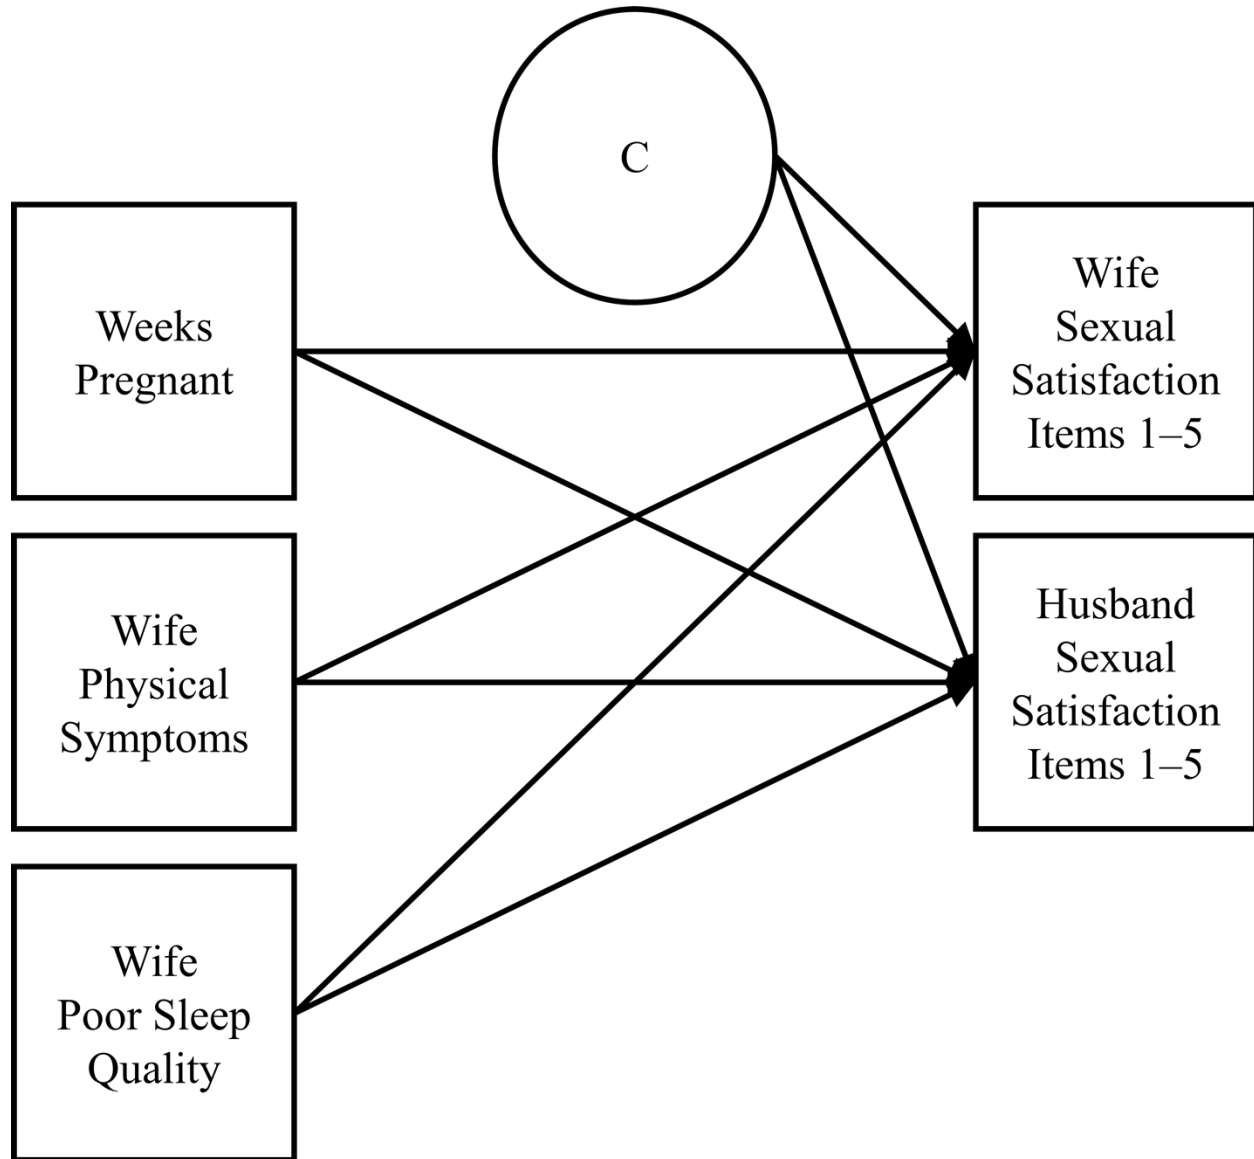 C
Weeks
Pregnant
Wife
Physical
Symptoms
Wife
Poor Sleep
Quality
Wife
Sexual
Satisfaction
Items 1–5
Husband
Sexual
Satisfaction
Items 1–5